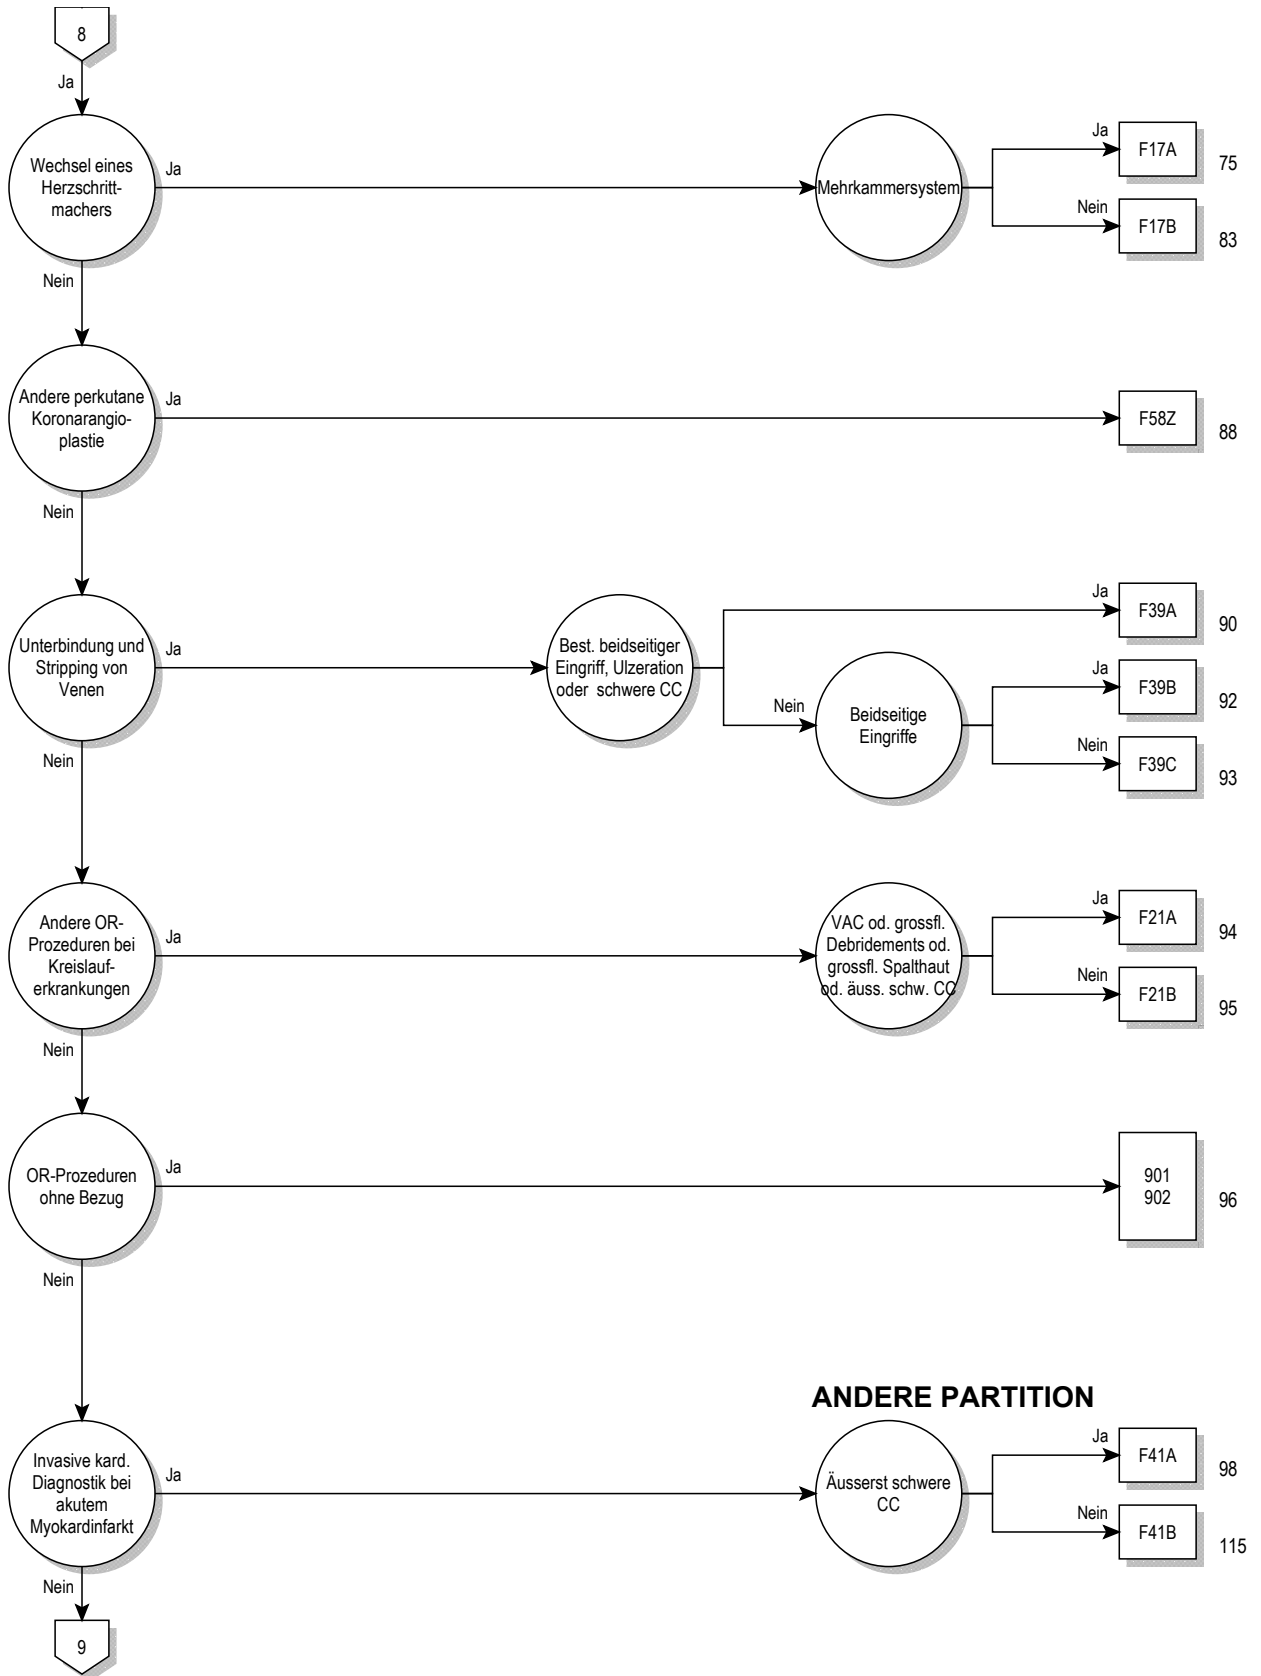 8
Ja
Wechsel eines
Herzschritt-
machers
Ja
Mehrkammersystem
Ja
F17A
75
Nein
F17B
83
Nein
Andere perkutane
Koronarangio-
plastie
Ja
F58Z
88
Nein
Unterbindung und
Stripping von
Venen
Ja
Best. beidseitiger
Eingriff, Ulzeration
oder schwere CC
Ja
F39A
90
Nein
Beidseitige
Eingriffe
Ja
F39B
92
Nein
F39C
93
Nein
Andere OR-
Prozeduren bei
Kreislauf-
erkrankungen
Ja
VAC od. grossfl.
Debridements od.
grossfl. Spalthaut
od. äuss. schw. CC
Ja
F21A
94
Nein
F21B
95
Nein
OR-Prozeduren
ohne Bezug
Ja
901
902
96
Nein
ANDERE PARTITION
Invasive kard.
Diagnostik bei
akutem
Myokardinfarkt
Ja
Äusserst schwere
CC
Ja
F41A
98
Nein
F41B
115
Nein
9